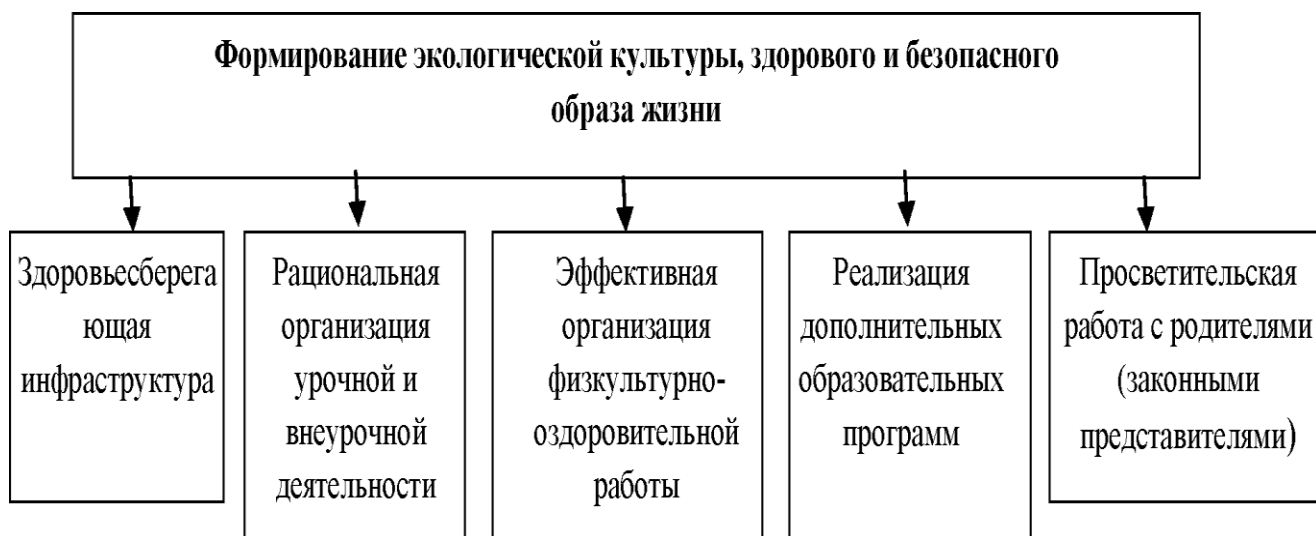 Формирование экологической культуры, здорового и безопасного
образа жизни
Здоровьесберега
ющая
инфраструктура
Рациональная
организация
урочной и
внеурочной
деятельности
Эффективная
организация
физкультурно-
оздоровительной
работы
Реализация
дополнительных
образовательных
программ
Просветительская
работа с родителями
(законными
представителями)